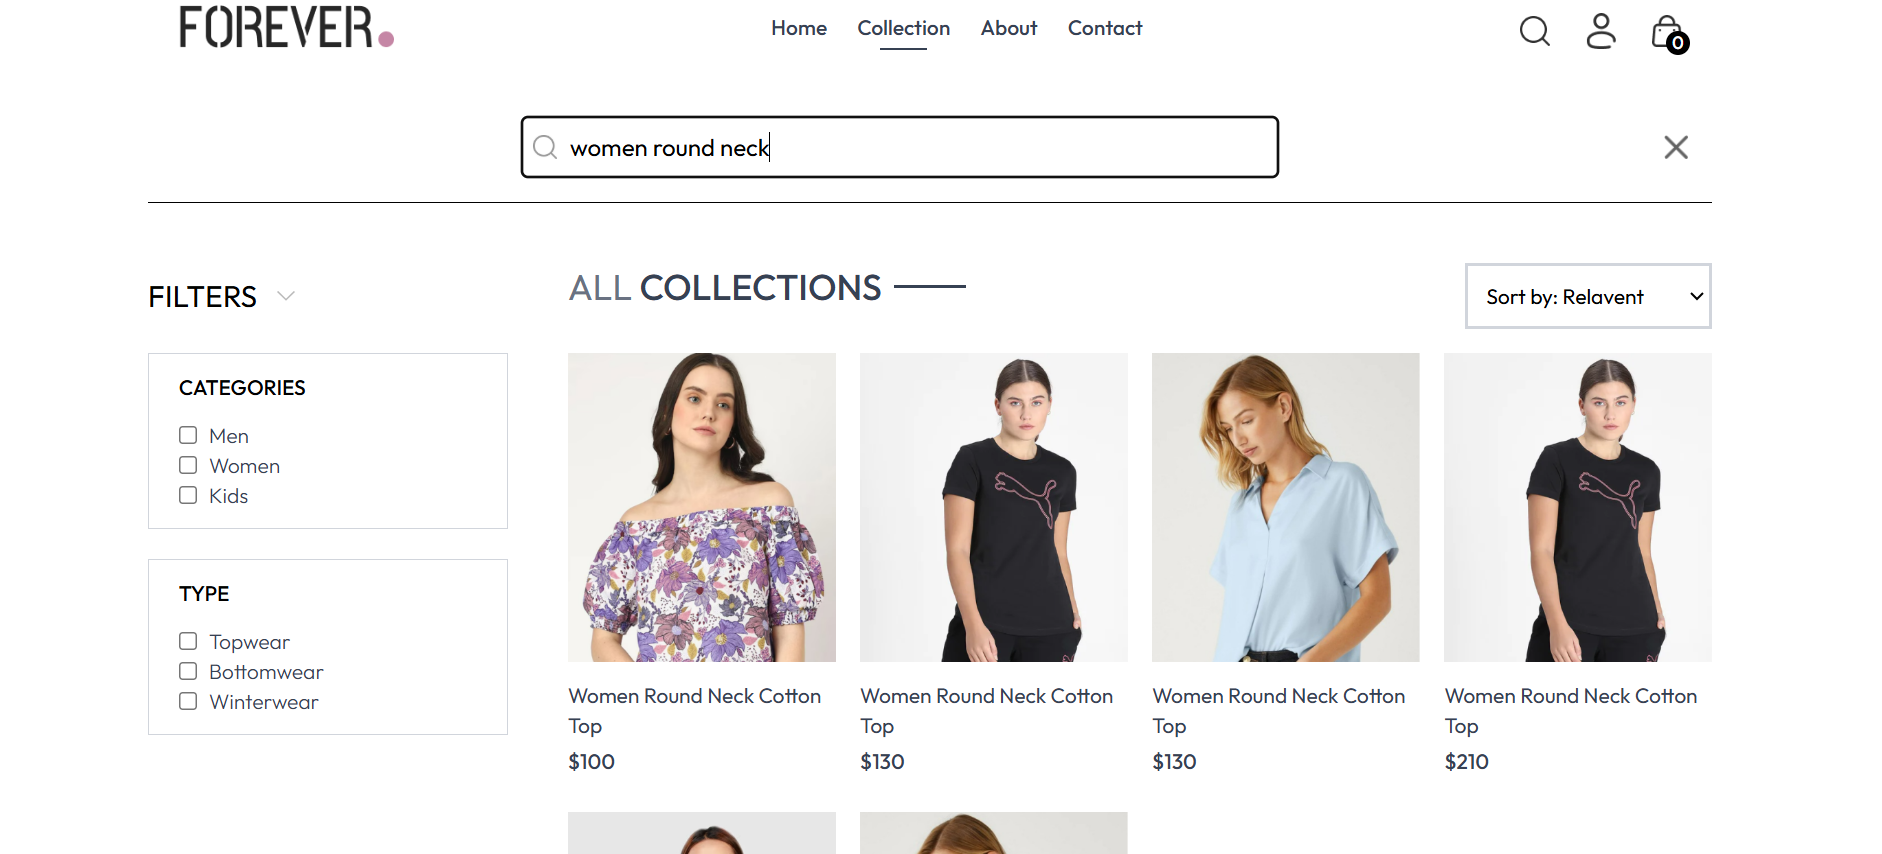 FOREVER.
Home Collection About Contact
0
women round neck
FILTERS
ALL COLLECTIONS
Sort by: Relavent
CATEGORIES
Men
Women
Kids
TYPE
Topwear
Bottomwear
Winterwear
Women Round Neck Cotton
Top
$100
Women Round Neck Cotton
Top
$130
Women Round Neck Cotton
Top
$130
Women Round Neck Cotton
Top
$210